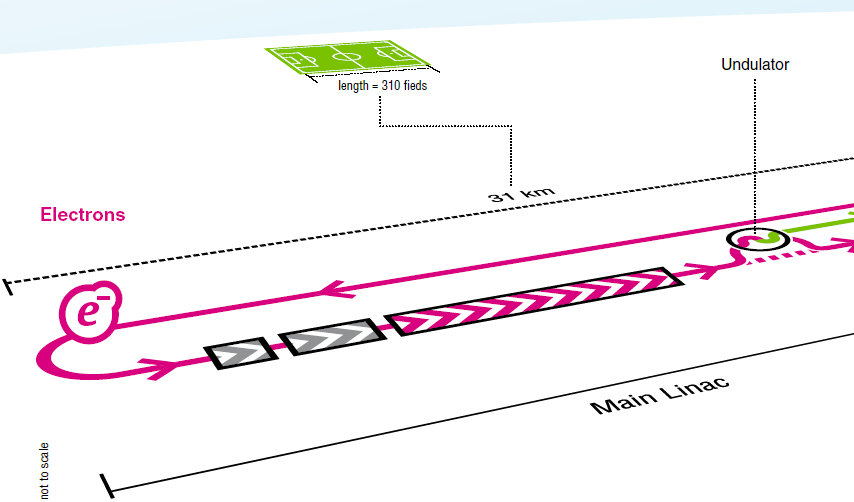 Undulator
length = 310 fieds
31 km
Electrons
e-
Main Linac
not to scale